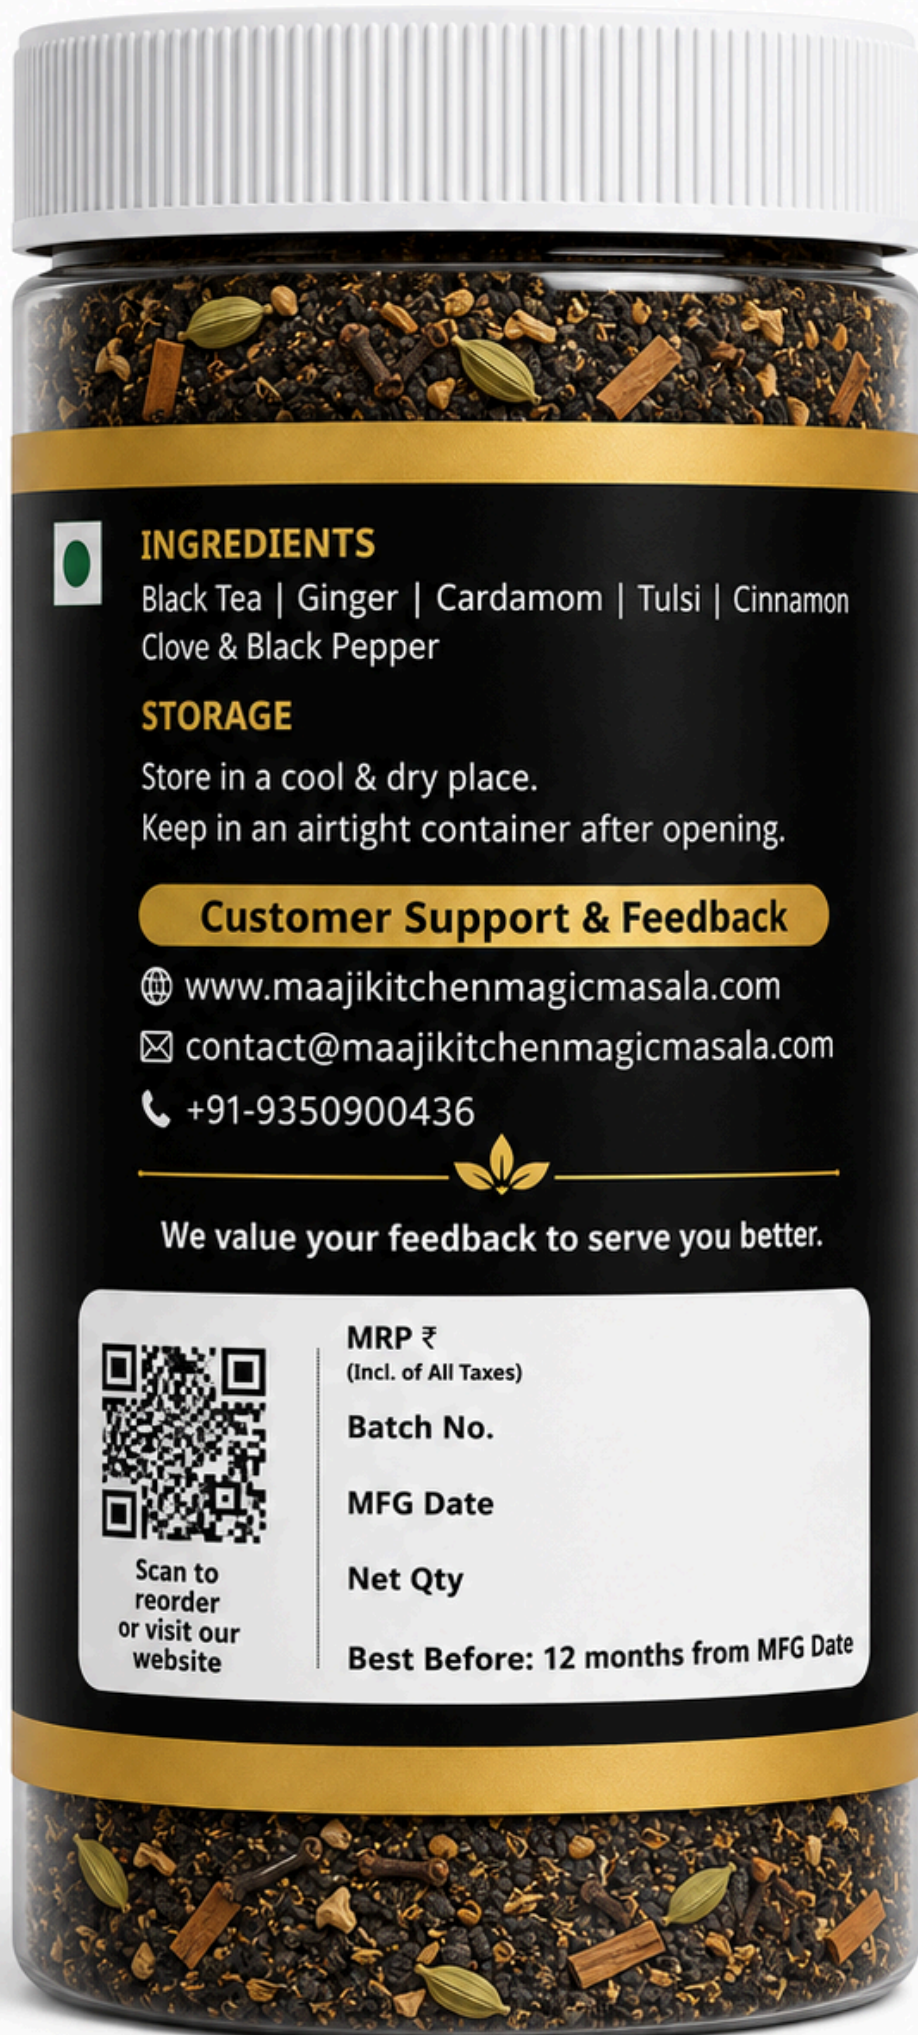 INGREDIENTS
Black Tea | Ginger | Cardamom | Tulsi | Cinnamon
Clove & Black Pepper
STORAGE
Store in a cool & dry place.
Keep in an airtight container after opening.
Customer Support & Feedback
www.maajikitchenmagicmasala.com
contact@maajikitchenmagicmasala.com
+91-9350900436
We value your feedback to serve you better.
Scan to
reorder
or visit our
website
MRP ₹
(Incl. of All Taxes)
Batch No.
MFG Date
Net Qty
Best Before: 12 months from MFG Date